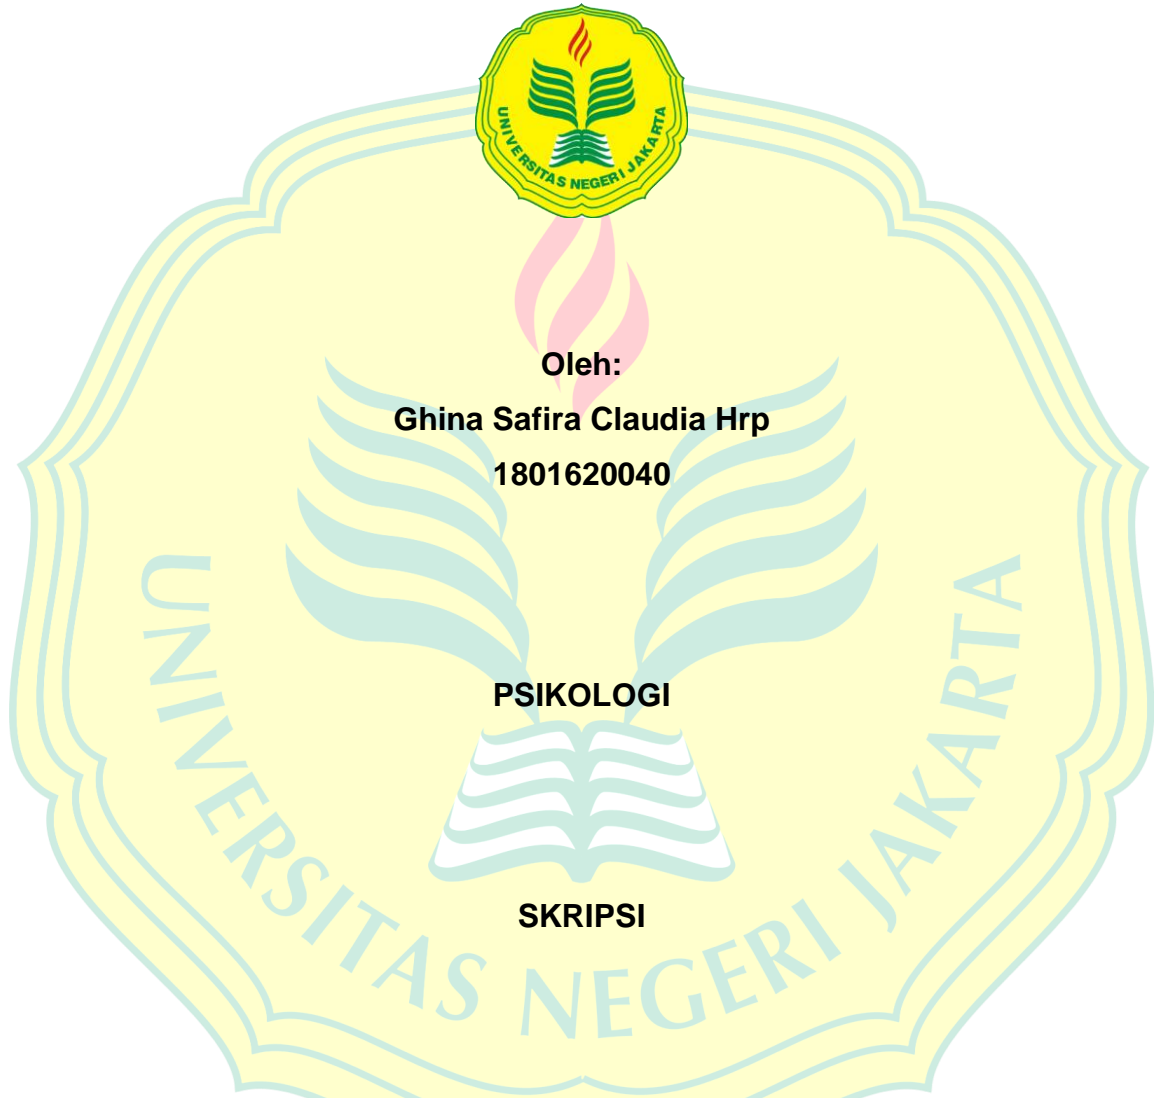 UNIVERSITAS NEGERI JAKARTA
Oleh:
Ghina Safira Claudia Hrp
1801620040
PSIKOLOGI
SKRIPSI
UNIVERSITAS NEGERI JAKARTA